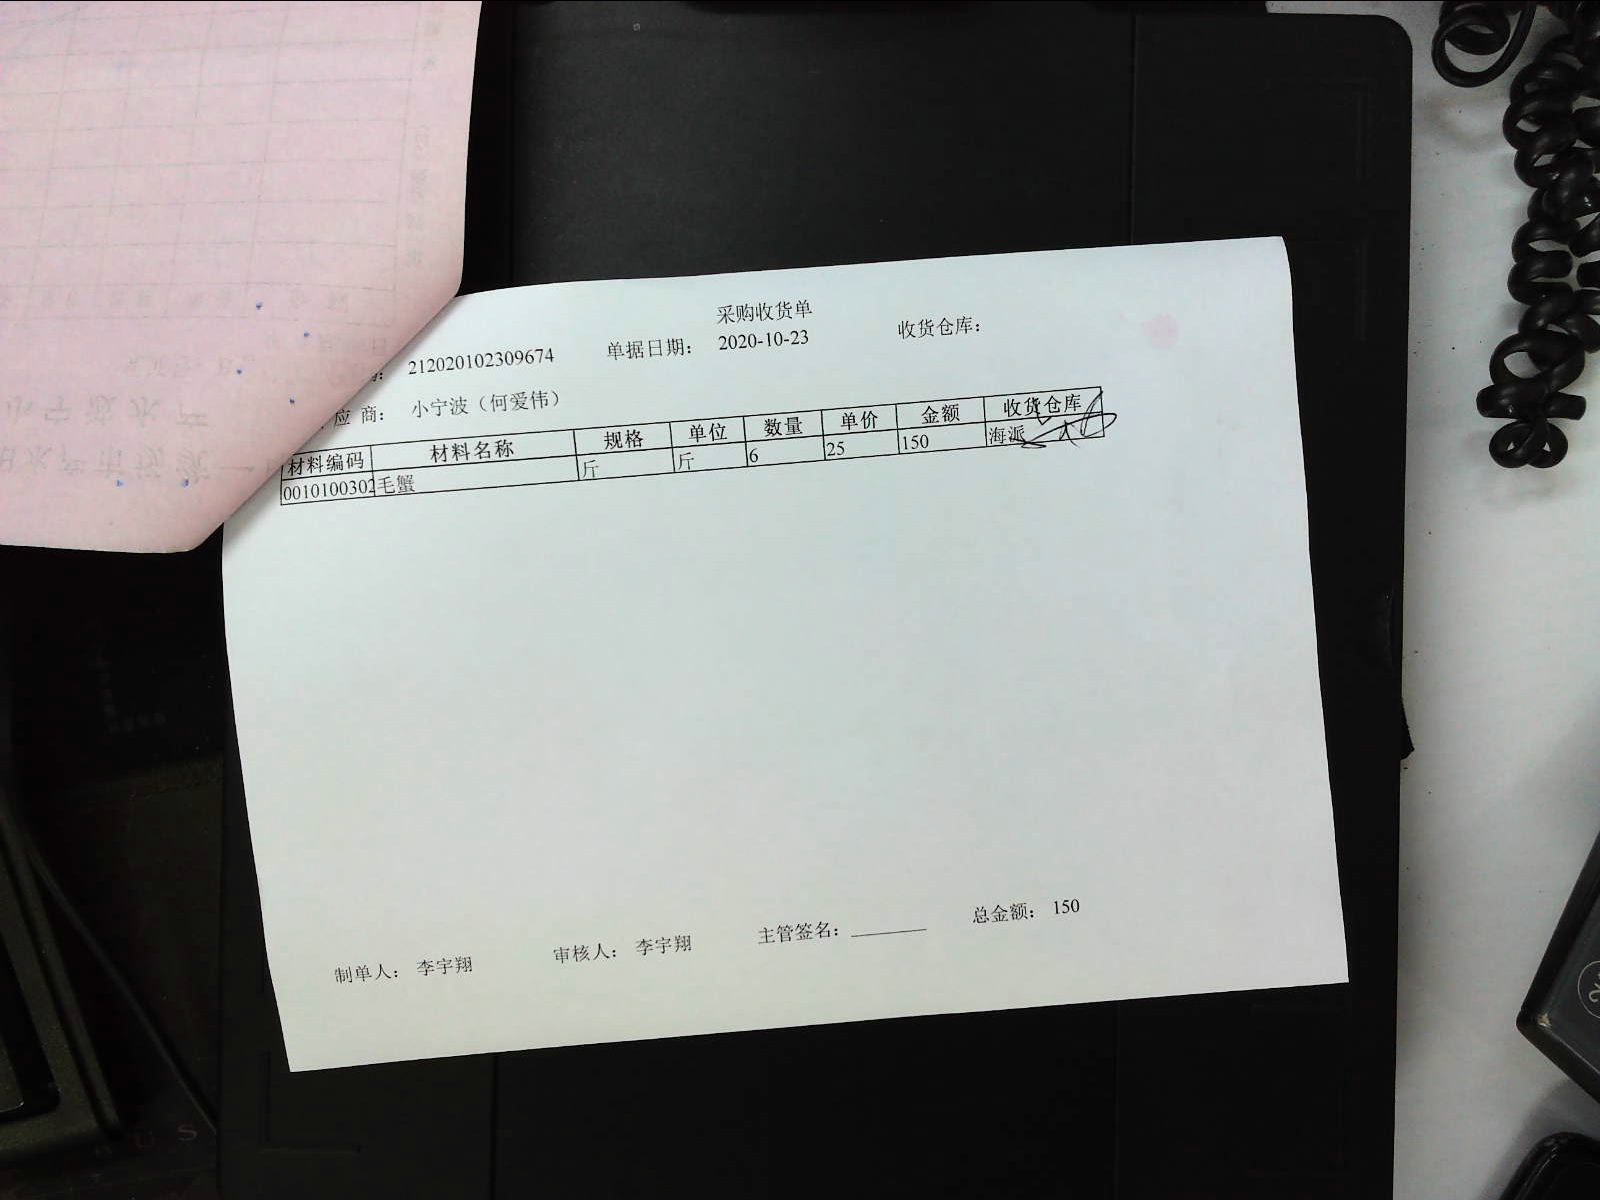 采购收货单
212020102309674 单据日期： 2020-10-23 收货仓库：
应 商： 小宁波（何爱伟）
材料编码 材料名称 规格 单位 数量 单价 金额 收货仓库
0010100302 毛蟹 斤 斤 6 25 150 海派
制单人： 李宇翔 审核人： 李宇翔 主管签名： 总金额： 150